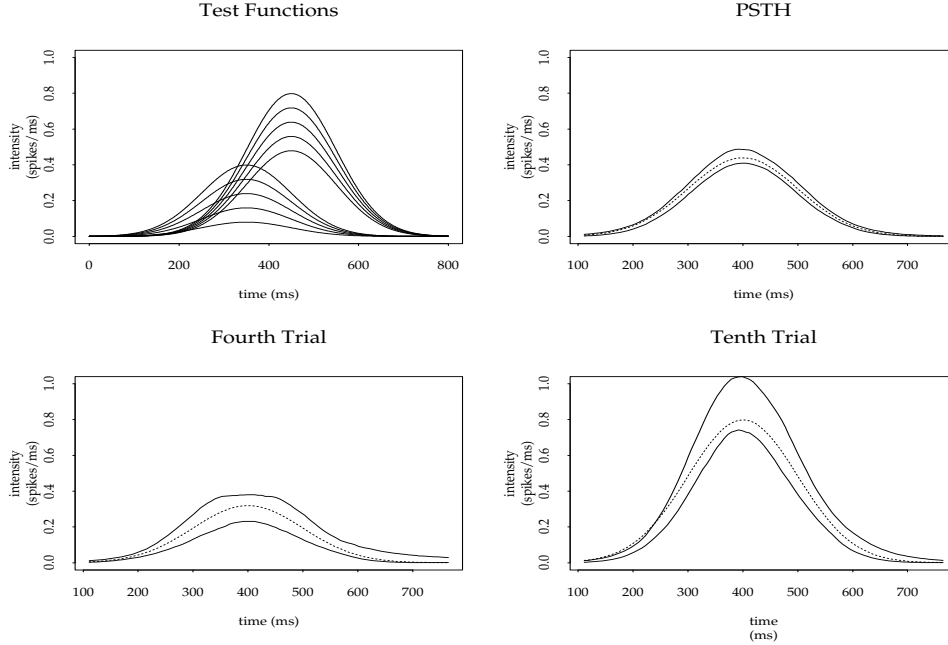 Test Functions
intensity
(spikes/ms)
0.0 0.2 0.4 0.6 0.8 1.0
0 200 400 600 800
time (ms)
PSTH
intensity
(spikes/ms)
0.0 0.2 0.4 0.6 0.8 1.0
100 200 300 400 500 600 700
time (ms)
Fourth Trial
intensity
(spikes/ms)
0.0 0.2 0.4 0.6 0.8 1.0
100 200 300 400 500 600 700
time (ms)
Tenth Trial
intensity
(spikes/ms)
0.0 0.2 0.4 0.6 0.8 1.0
100 200 300 400 500 600 700
time
(ms)